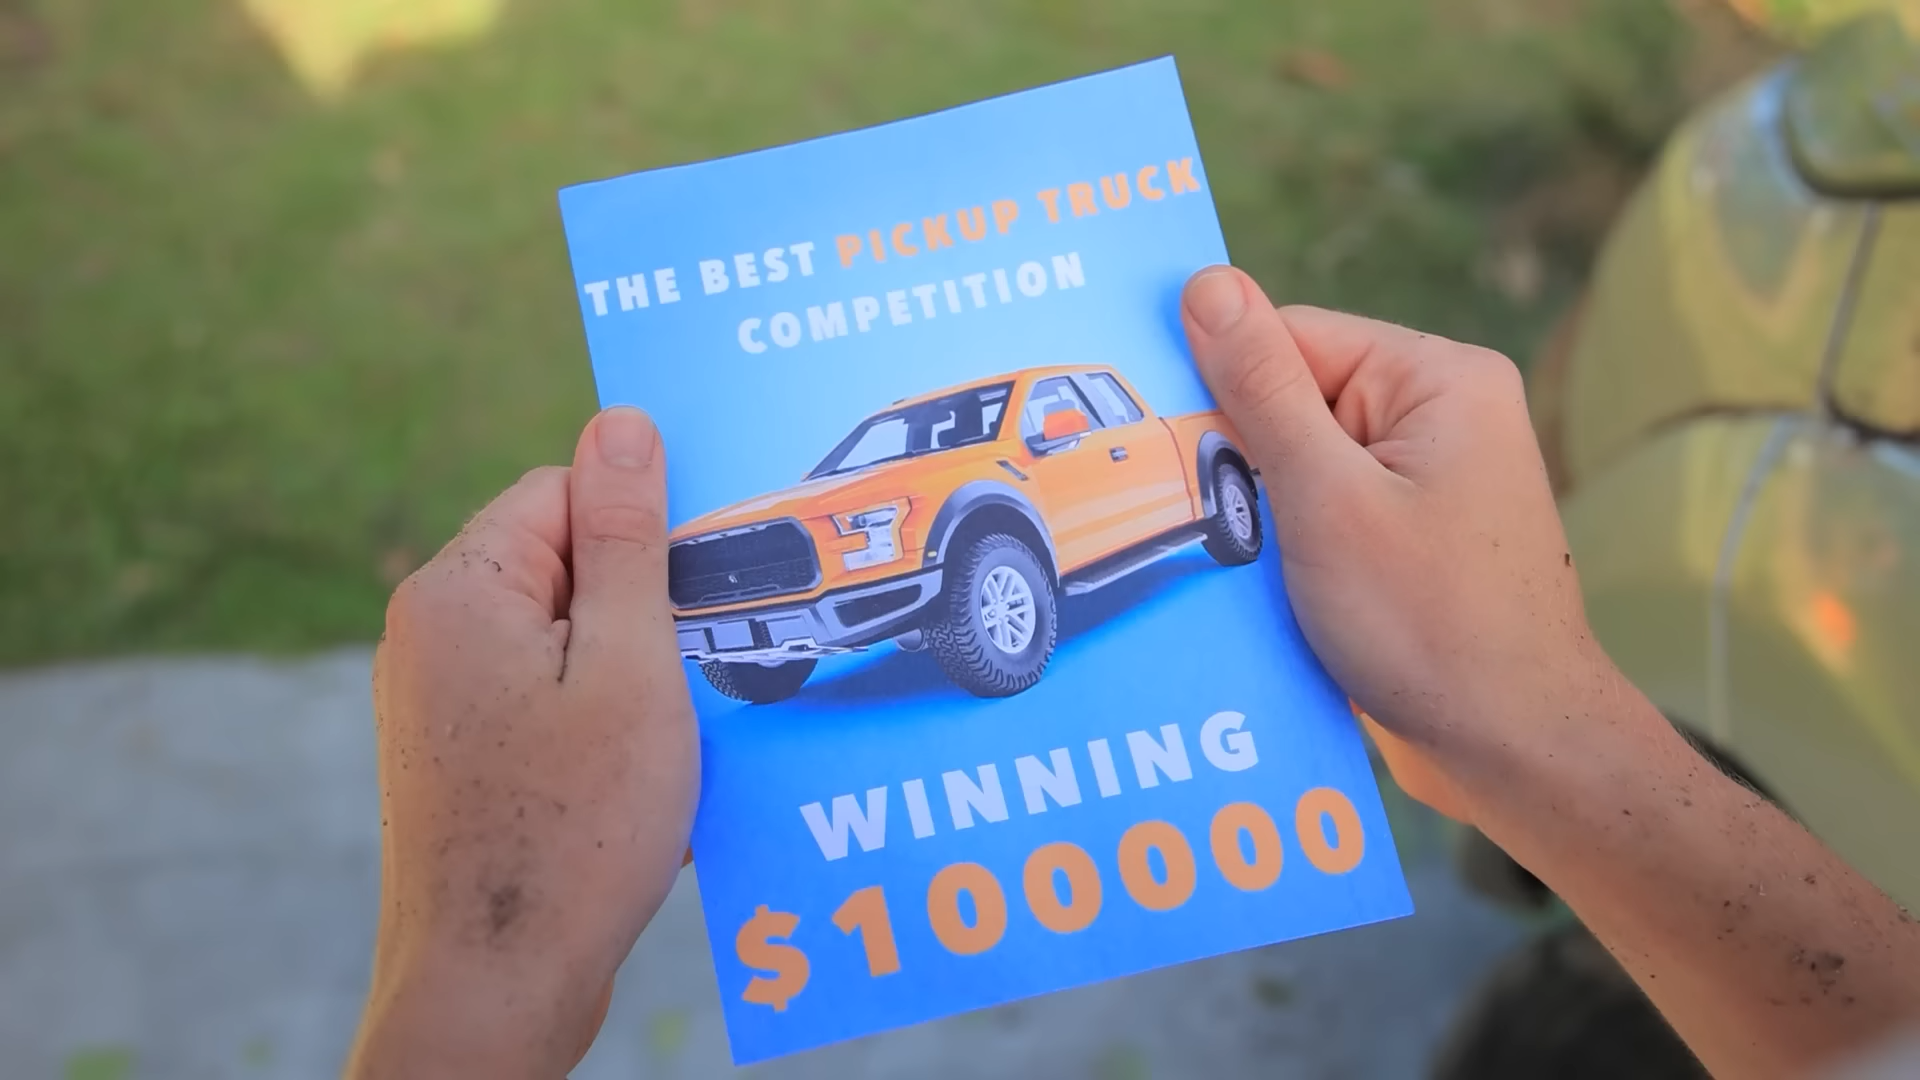 THE BEST PICKUP TRUCK
COMPETITION
WINNING
$100000